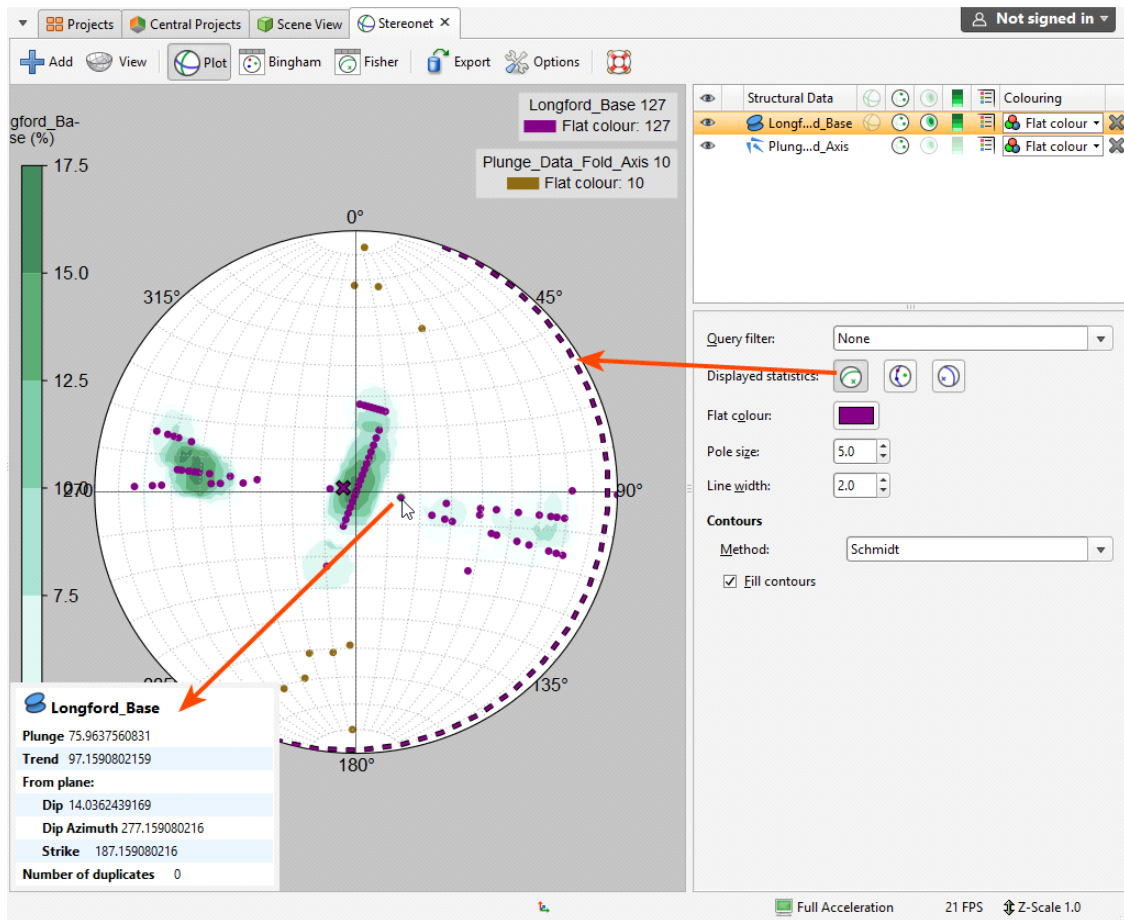 Projects Central Projects Scene View Stereonet ✕ Not signed in
Add View Plot Bingham Fisher Export Options
Longford_Base 127
Flat colour: 127
Plunge_Data_Fold_Axis 10
Flat colour: 10
gford_Ba-
se (%)
17.5
15.0
12.5
7.5
0°
45°
90°
135°
180°
270
315°
Structural Data Colouring
Longf...d_Base Flat colour
Plung...d_Axis Flat colour
Query filter: None
Displayed statistics:
Flat colour:
Pole size: 5.0
Line width: 2.0
Contours
Method: Schmidt
Fill contours
Longford_Base
Plunge 75.9637560831
Trend 97.1590802159
From plane:
Dip 14.0362439169
Dip Azimuth 277.159080216
Strike 187.159080216
Number of duplicates 0
Full Acceleration 21 FPS Z-Scale 1.0